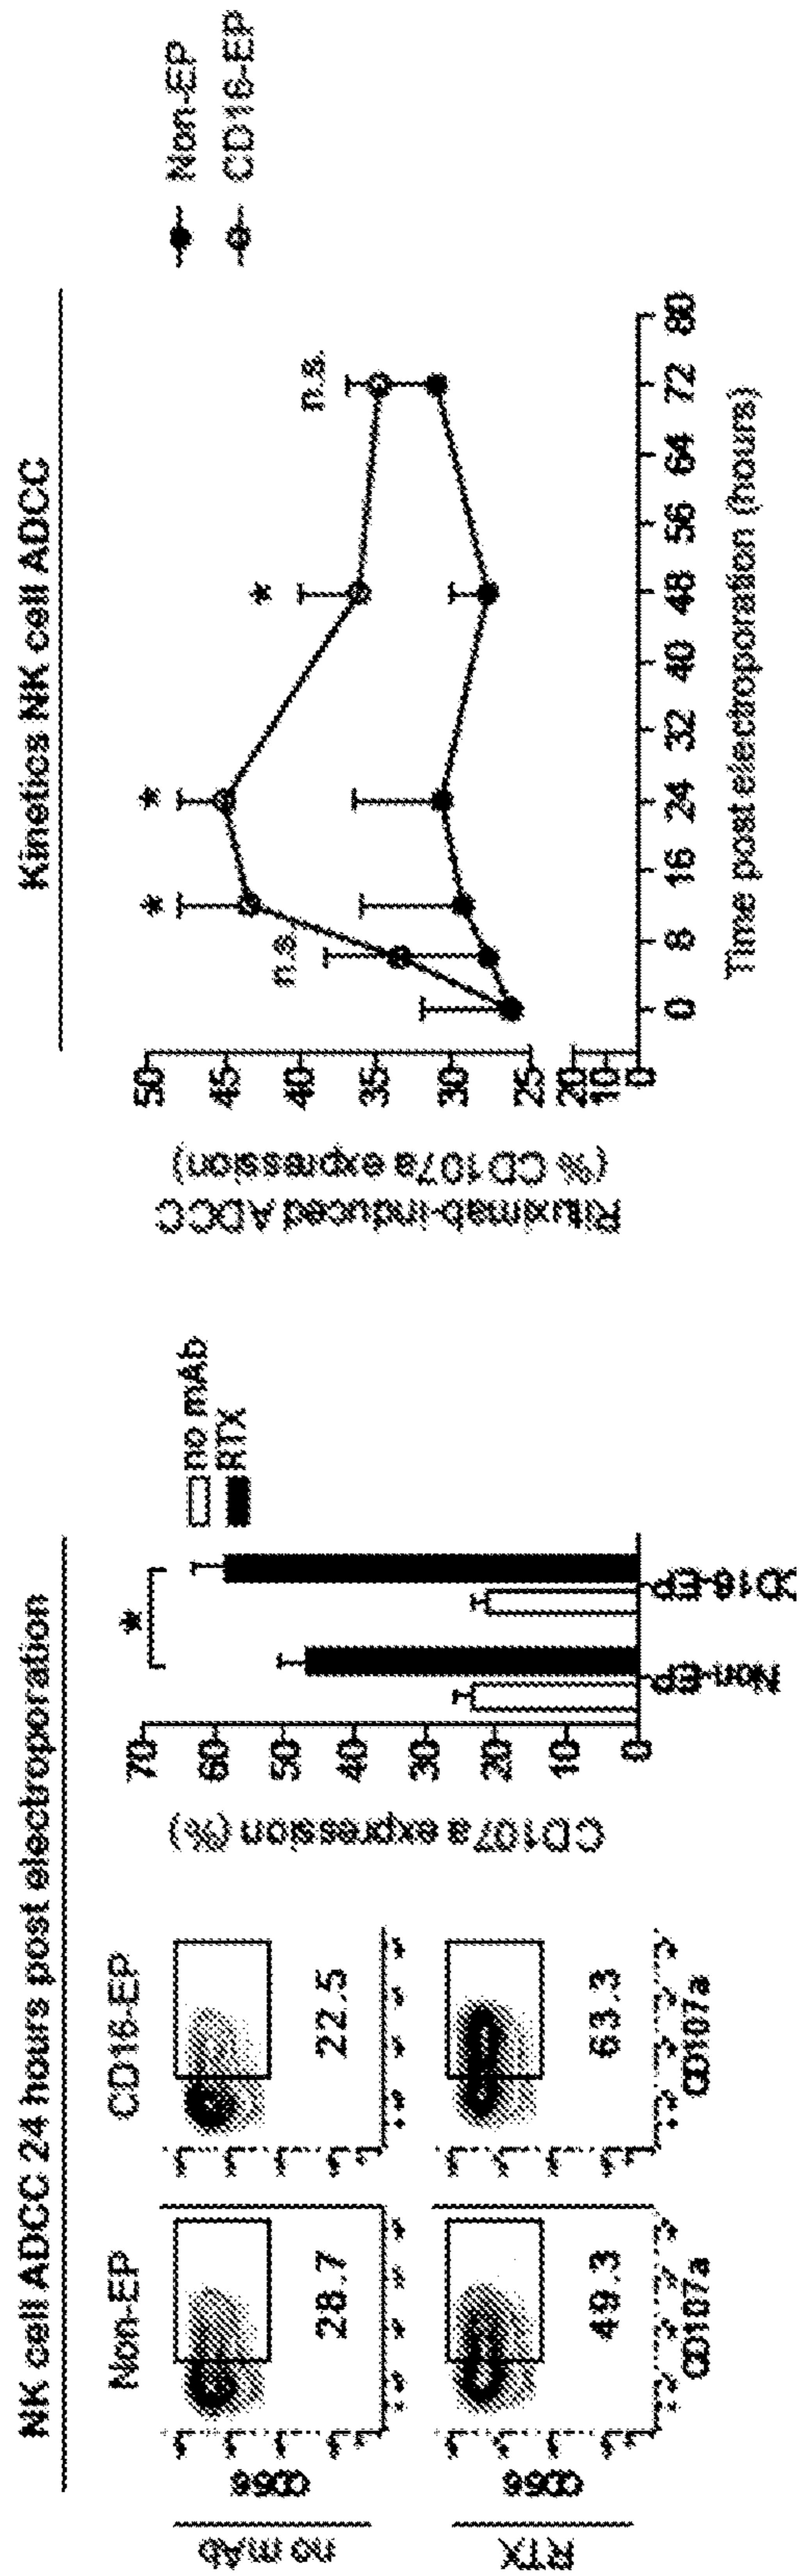 NK cell ADCC 24 hours post electroporation
Non-EP
CD16-EP
no mAb
CD56
28.7
22.5
RTX
CD56
49.3
63.3
CD107a
CD107a
CD107a expression (%)
70
60
50
40
30
20
10
0
*
no mAb
RTX
Non-EP
CD16-EP
Kinetics NK cell ADCC
Rituximab-induced ADCC
(% CD107a expression)
50
45
40
35
30
25
20
10
0
n.s.
*
*
*
n.s.
0 8 16 24 32 40 48 56 64 72 80
Time post electroporation (hours)
Non-EP
CD16-EP